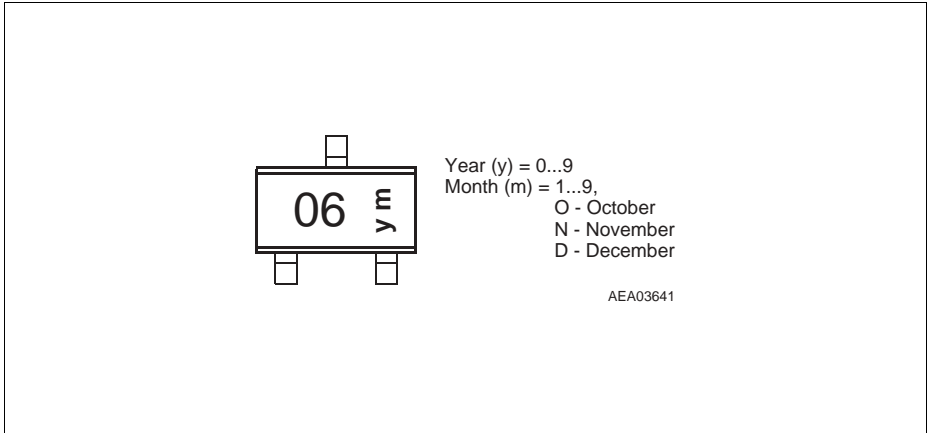 06
y m
Year (y) = 0...9
Month (m) = 1...9,
O - October
N - November
D - December
AEA03641